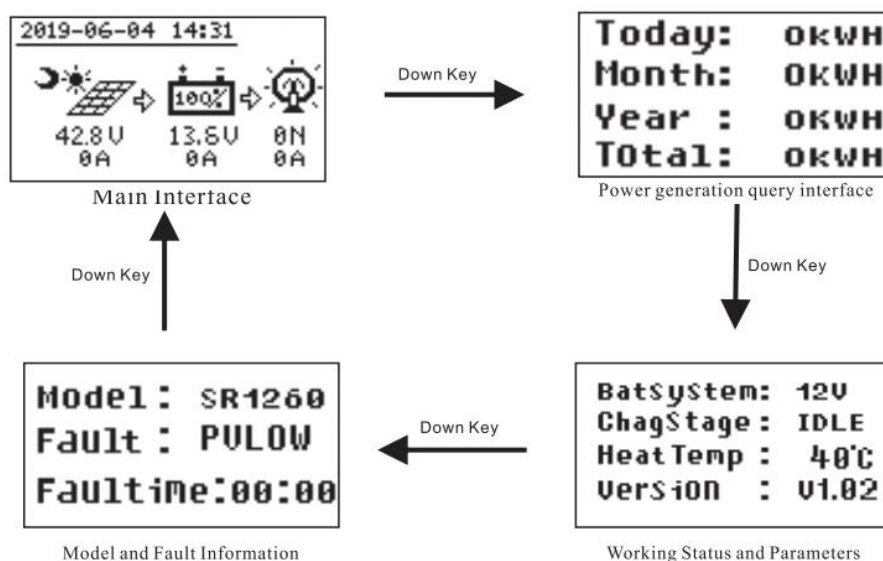 2019-06-04 14:31
100%
42.8V 13.6V 0N
0A 0A 0A
Main Interface
Down Key
Today: 0KWH
Month: 0KWH
Year : 0KWH
TOtal: 0KWH
Power generation query interface
Down Key
Down Key
BatSyStem: 12V
ChagStage: IDLE
HeatTemp : 40℃
VerSiON : V1.02
Working Status and Parameters
Down Key
Model: SR1260
Fault: PVLOW
Faultime:00:00
Model and Fault Information